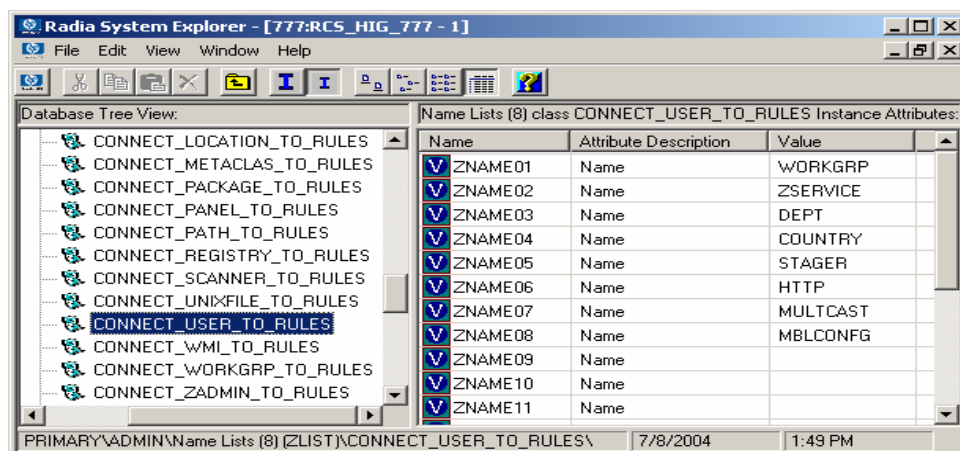 Radia System Explorer - [777:RCS_HIG_777 - 1]
File Edit View Window Help
Database Tree View:
CONNECT_LOCATION_TO_RULES
CONNECT_METACLAS_TO_RULES
CONNECT_PACKAGE_TO_RULES
CONNECT_PANEL_TO_RULES
CONNECT_PATH_TO_RULES
CONNECT_REGISTRY_TO_RULES
CONNECT_SCANNER_TO_RULES
CONNECT_UNIXFILE_TO_RULES
CONNECT_USER_TO_RULES
CONNECT_WMI_TO_RULES
CONNECT_WORKGRP_TO_RULES
CONNECT_ZADMIN_TO_RULES
Name Lists (8) class CONNECT_USER_TO_RULES Instance Attributes:
Name Attribute Description Value
V ZNAME01 Name WORKGRP
V ZNAME02 Name ZSERVICE
V ZNAME03 Name DEPT
V ZNAME04 Name COUNTRY
V ZNAME05 Name STAGER
V ZNAME06 Name HTTP
V ZNAME07 Name MULTCAST
V ZNAME08 Name MBLCONFG
V ZNAME09 Name
V ZNAME10 Name
V ZNAME11 Name
PRIMARY\ADMIN\Name Lists (8) (ZLIST)\CONNECT_USER_TO_RULES\ 7/8/2004 1:49 PM